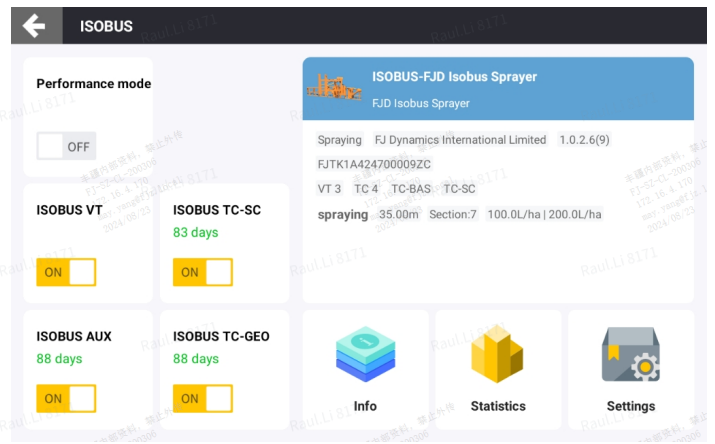 ISOBUS
Performance mode
OFF
ISOBUS VT
ON
ISOBUS TC-SC
83 days
ON
ISOBUS AUX
88 days
ON
ISOBUS TC-GEO
88 days
ON
ISOBUS-FJD Isobus Sprayer
FJD Isobus Sprayer
Spraying FJ Dynamics International Limited 1.0.2.6(9)
FJTK1A424700009ZC
VT 3 TC 4 TC-BAS TC-SC
spraying 35.00m Section:7 100.0L/ha | 200.0L/ha
Info
Statistics
Settings
Raul.Li 8171